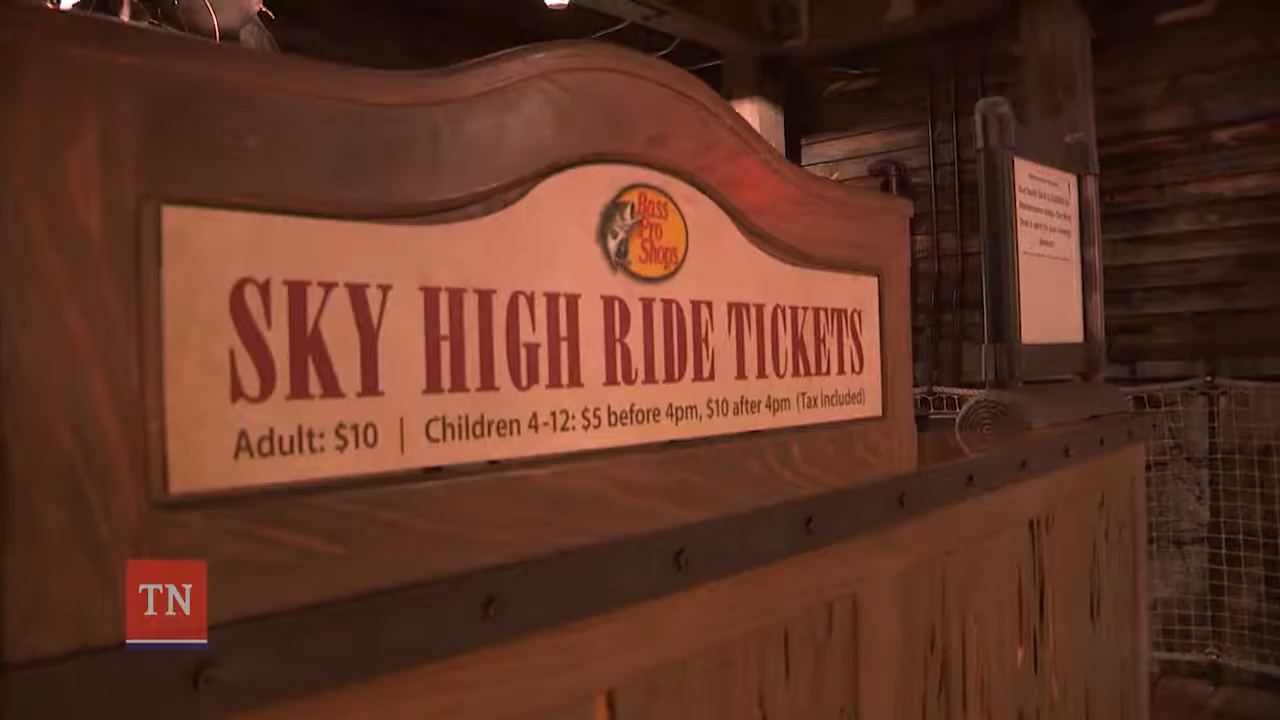 Bass
Pro
Shops
SKY HIGH RIDE TICKETS
Adult: $10 | Children 4-12: $5 before 4pm, $10 after 4pm (Tax Included)
TN